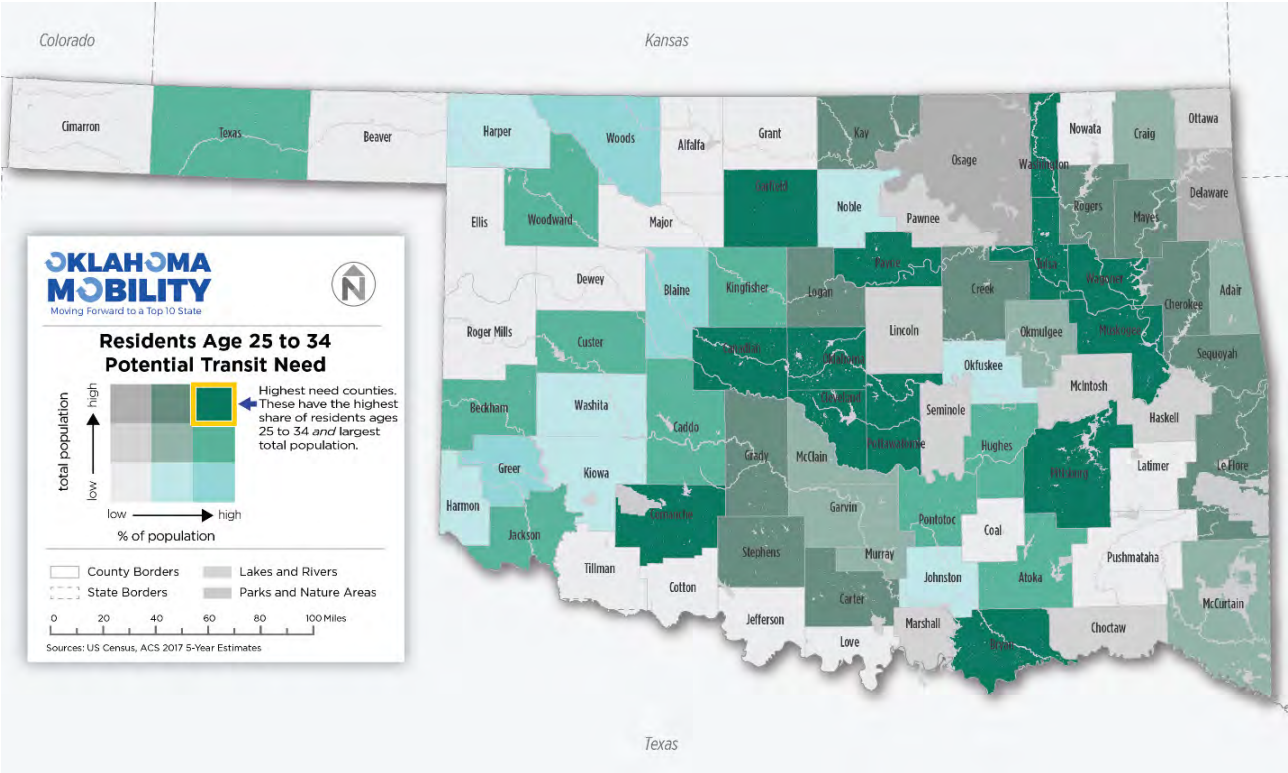 Colorado
Kansas
Cimarron
Texas
Beaver
Harper
Woods
Alfalfa
Grant
Kay
Osage
Washington
Nowata
Craig
Ottawa
Ellis
Woodward
Major
Garfield
Noble
Pawnee
Rogers
Mayes
Delaware
Dewey
Blaine
Kingfisher
Logan
Payne
Creek
Tulsa
Wagoner
Cherokee
Adair
Roger Mills
Custer
Canadian
Oklahoma
Lincoln
Okmulgee
Muskogee
Sequoyah
Okfuskee
McIntosh
Beckham
Washita
Caddo
Cleveland
Pottawatomie
Seminole
Haskell
Hughes
Greer
Kiowa
Grady
McClain
Pittsburg
Latimer
Le Flore
Harmon
Jackson
Comanche
Garvin
Pontotoc
Coal
Tillman
Cotton
Stephens
Murray
Johnston
Atoka
Pushmataha
Carter
McCurtain
Jefferson
Love
Marshall
Bryan
Choctaw
Texas
OKLAHOMA
MOBILITY
Moving Forward to a Top 10 State
N
Residents Age 25 to 34
Potential Transit Need
total population
low
high
Highest need counties.
These have the highest
share of residents ages
25 to 34 and largest
total population.
low
high
% of population
County Borders
Lakes and Rivers
State Borders
Parks and Nature Areas
0 20 40 60 80 100 Miles
Sources: US Census, ACS 2017 5-Year Estimates